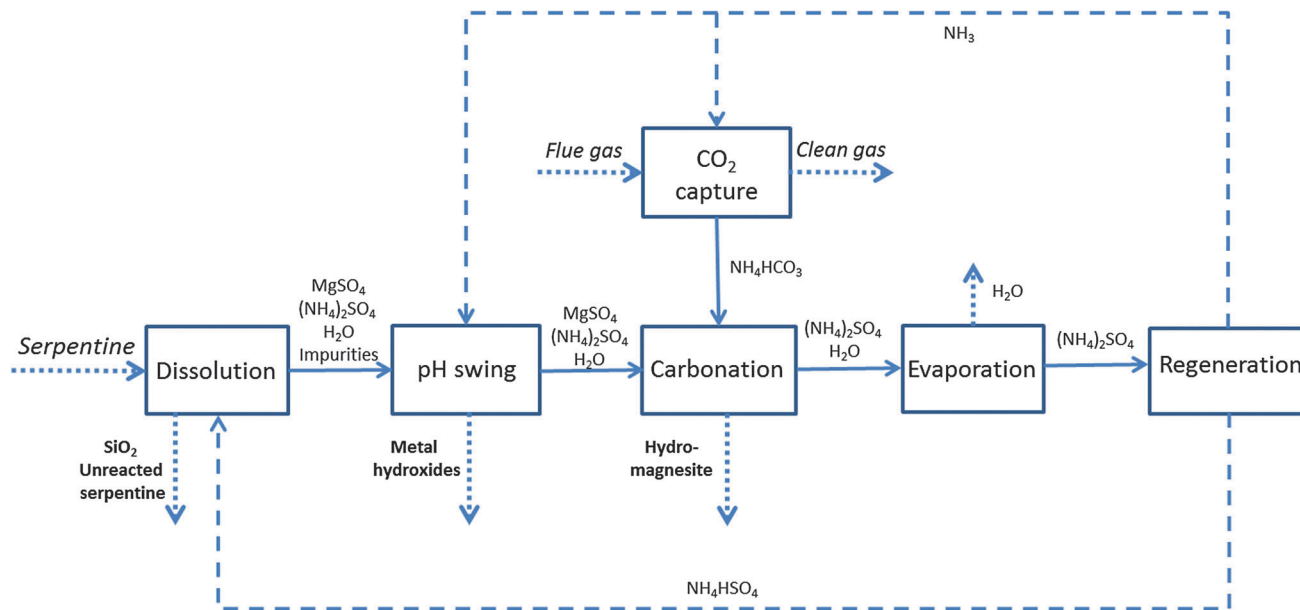 NH₃
Flue gas
CO₂
capture
Clean gas
NH₄HCO₃
H₂O
MgSO₄
(NH₄)₂SO₄
H₂O
Impurities
MgSO₄
(NH₄)₂SO₄
H₂O
(NH₄)₂SO₄
H₂O
(NH₄)₂SO₄
Serpentine
Dissolution
pH swing
Carbonation
Evaporation
Regeneration
SiO₂
Unreacted
serpentine
Metal
hydroxides
Hydro-
magnesite
NH₄HSO₄